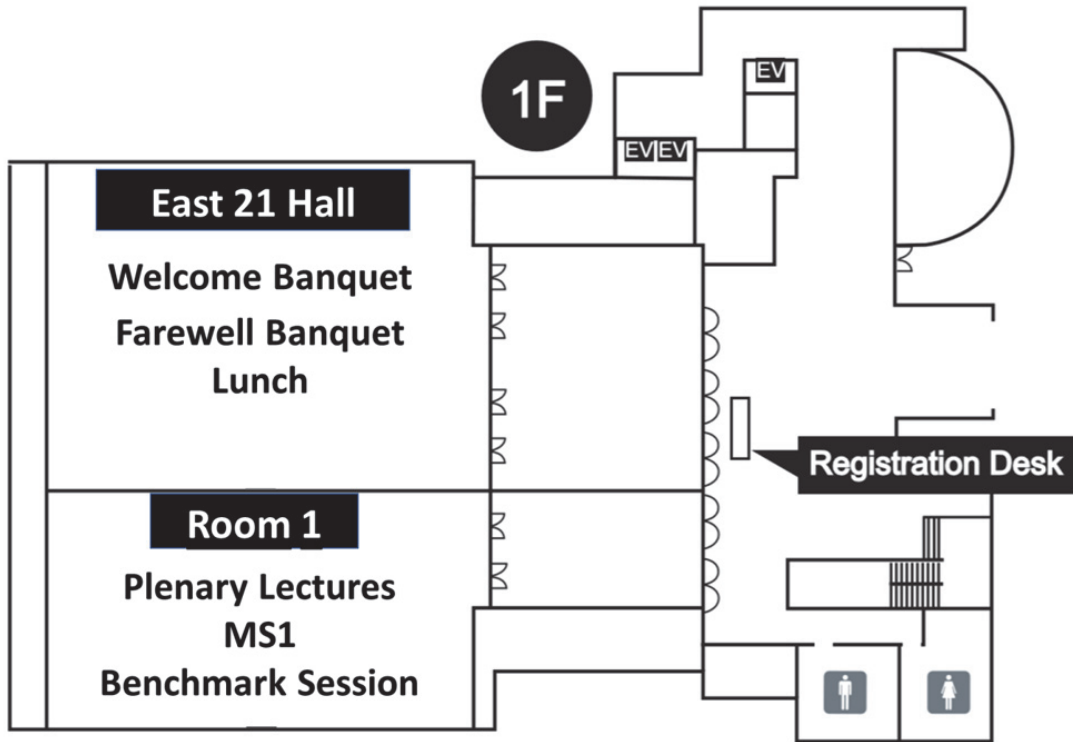 1F
EV
EV EV
East 21 Hall
Welcome Banquet
Farewell Banquet
Lunch
Registration Desk
Room 1
Plenary Lectures
MS1
Benchmark Session